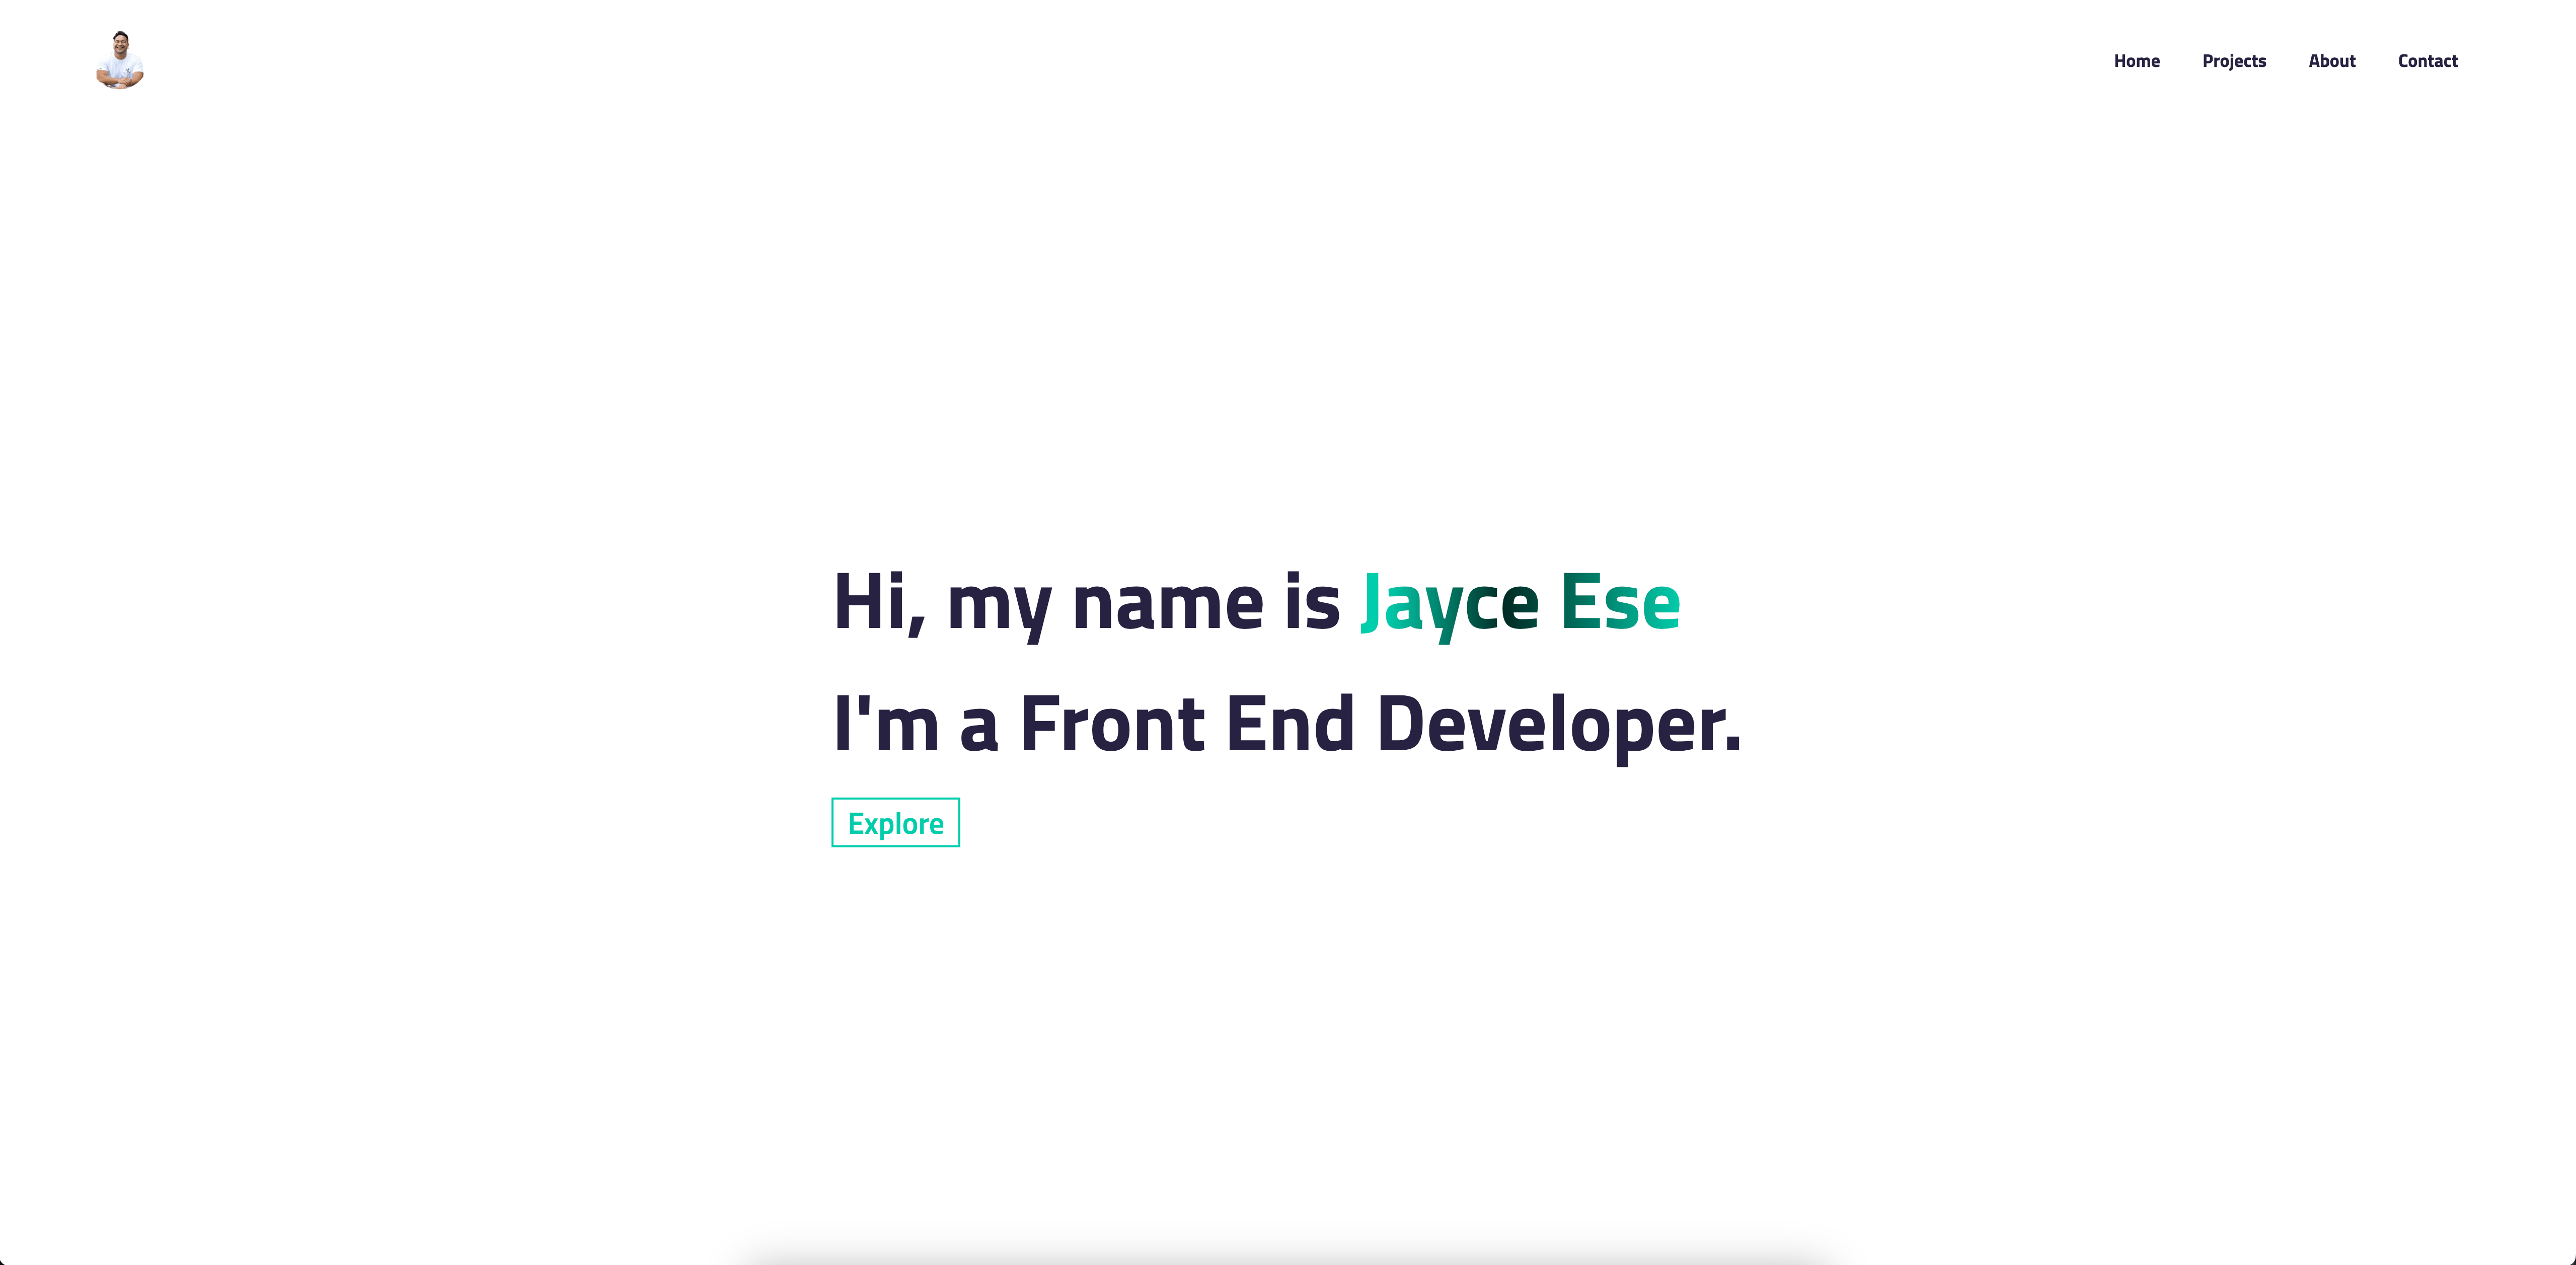 Home Projects About Contact
Hi, my name is Jayce Ese
I'm a Front End Developer.
Explore